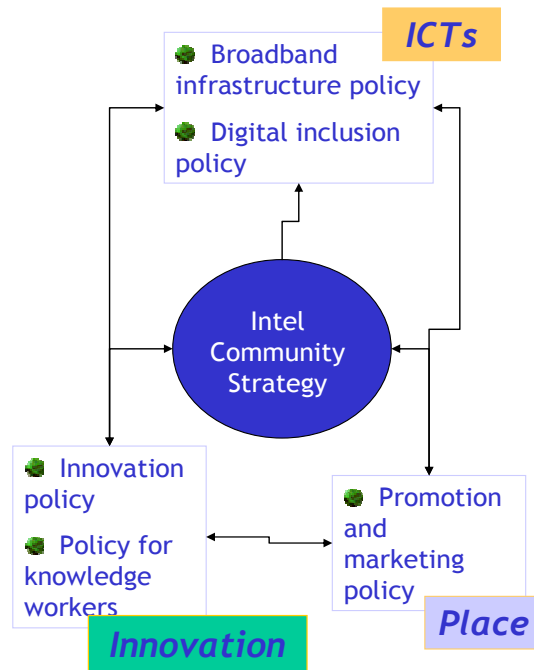 ICTs
Broadband
infrastructure policy
Digital inclusion
policy
Intel
Community
Strategy
Innovation
policy
Policy for
knowledge
workers
Innovation
Promotion
and
marketing
policy
Place